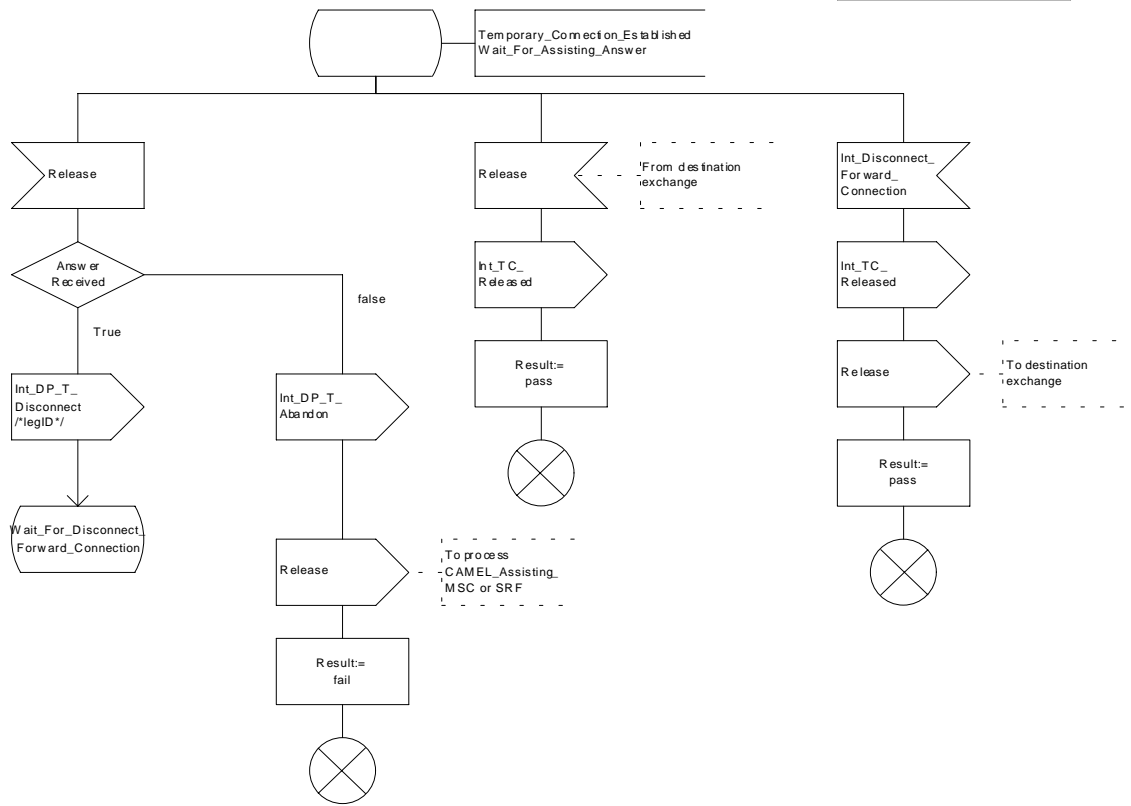 Temporary_Connection_Established
Wait_For_Assisting_Answer
Release
Release
From destination
exchange
Int_Disconnect_
Forward_
Connection
Answer
Received
false
True
Int_TC_
Released
Int_TC_
Released
Result:=
pass
Release
To destination
exchange
Int_DP_T_
Disconnect
/*legID*/
Int_DP_T_
Abandon
Result:=
pass
Wait_For_Disconnect_
Forward_Connection
Release
To process
CAMEL_Assisting_
MSC or SRF
Result:=
fail